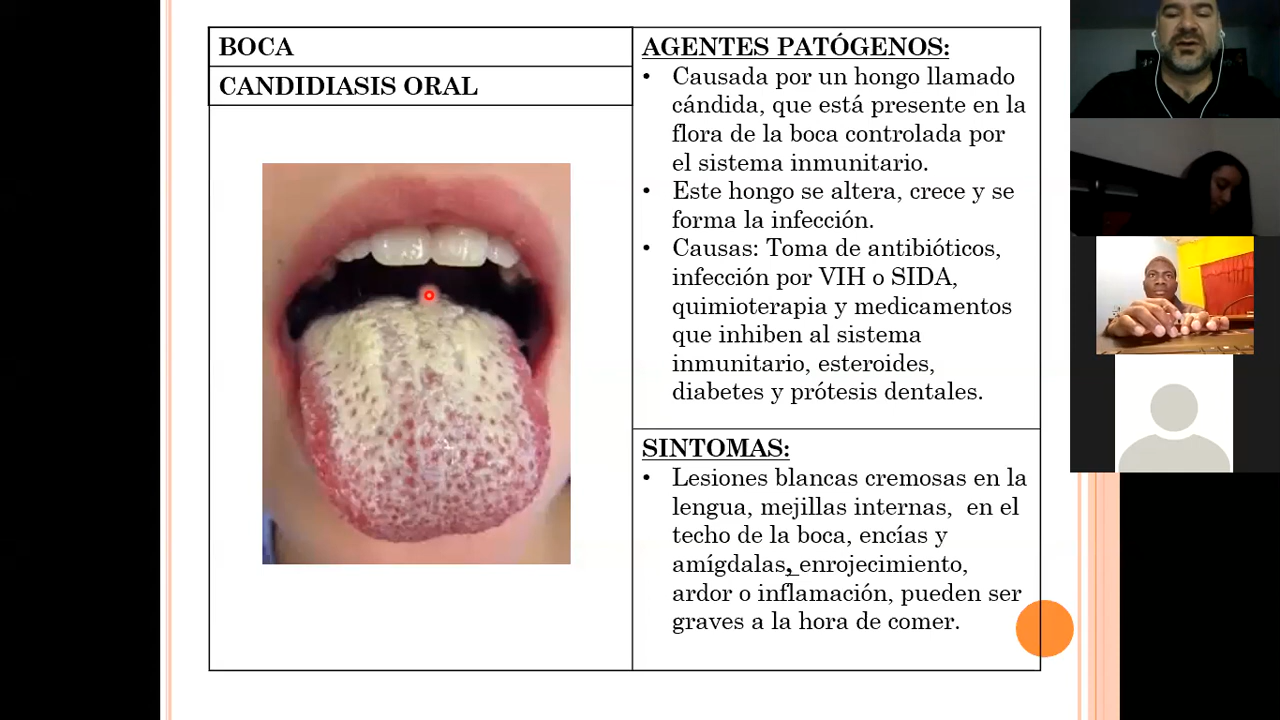 BOCA
CANDIDIASIS ORAL
AGENTES PATÓGENOS:
• Causada por un hongo llamado
cándida, que está presente en la
flora de la boca controlada por
el sistema inmunitario.
• Este hongo se altera, crece y se
forma la infección.
• Causas: Toma de antibióticos,
infección por VIH o SIDA,
quimioterapia y medicamentos
que inhiben al sistema
inmunitario, esteroides,
diabetes y prótesis dentales.
SINTOMAS:
• Lesiones blancas cremosas en la
lengua, mejillas internas,  en el
techo de la boca, encías y
amígdalas, enrojecimiento,
ardor o inflamación, pueden ser
graves a la hora de comer.